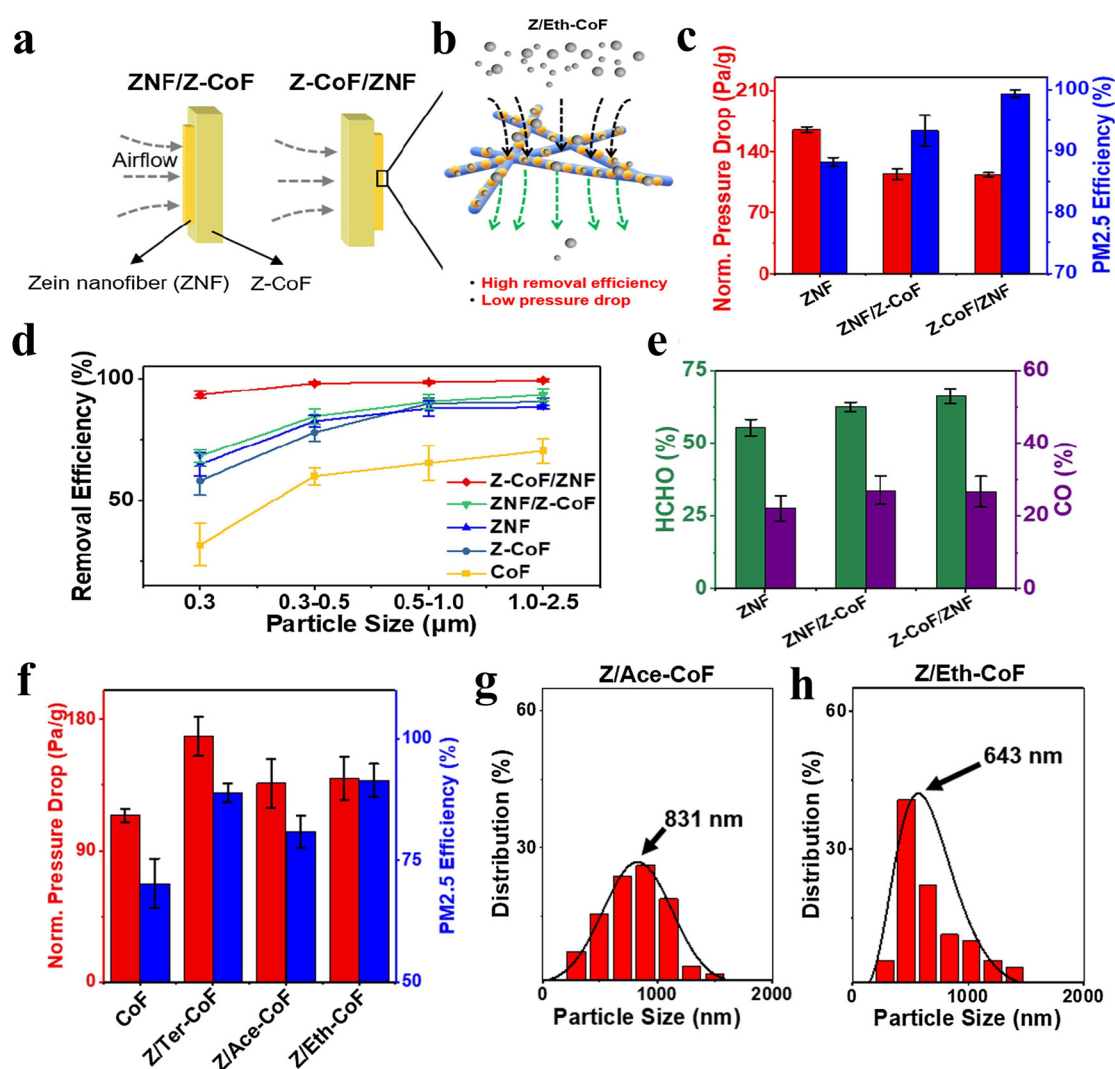 a
ZNF/Z-CoF
Z-CoF/ZNF
Airflow
Zein nanofiber (ZNF)
Z-CoF
b
Z/Eth-CoF
• High removal efficiency
• Low pressure drop
c
Norm. Pressure Drop (Pa/g)
210
140
70
0
PM2.5 Efficiency (%)
100
90
80
70
ZNF
ZNF/Z-CoF
Z-CoF/ZNF
d
Removal Efficiency (%)
100
50
Z-CoF/ZNF
ZNF/Z-CoF
ZNF
Z-CoF
CoF
0.3
0.3-0.5
0.5-1.0
1.0-2.5
Particle Size (μm)
e
HCHO (%)
75
50
25
0
CO (%)
60
40
20
0
ZNF
ZNF/Z-CoF
Z-CoF/ZNF
f
Norm. Pressure Drop (Pa/g)
180
90
0
PM2.5 Efficiency (%)
100
75
50
CoF
Z/Ter-CoF
Z/Ace-CoF
Z/Eth-CoF
g
Z/Ace-CoF
Distribution (%)
60
30
831 nm
0
1000
2000
Particle Size (nm)
h
Z/Eth-CoF
Distribution (%)
60
30
643 nm
0
1000
2000
Particle Size (nm)